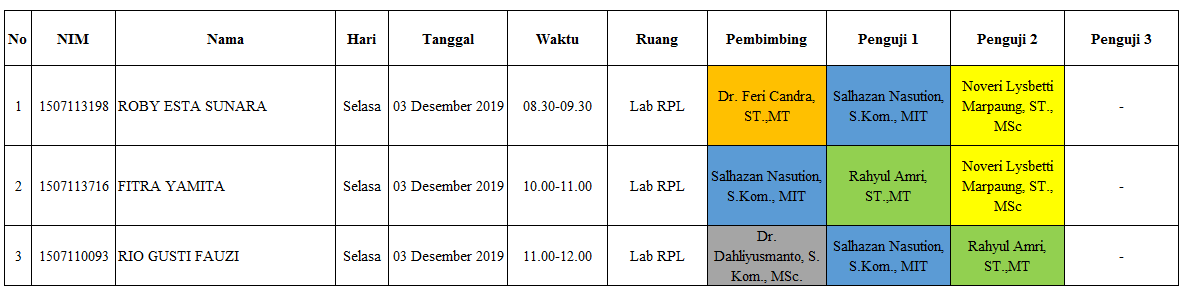 No NIM Nama Hari Tanggal Waktu Ruang Pembimbing Penguji 1 Penguji 2 Penguji 3
1 1507113198 ROBY ESTA SUNARA Selasa 03 Desember 2019 08.30-09.30 Lab RPL Dr. Feri Candra, ST.,MT Salhazan Nasution, S.Kom., MIT Noveri Lysbetti Marpaung, ST., MSc -
2 1507113716 FITRA YAMITA Selasa 03 Desember 2019 10.00-11.00 Lab RPL Salhazan Nasution, S.Kom., MIT Rahyul Amri, ST.,MT Noveri Lysbetti Marpaung, ST., MSc -
3 1507110093 RIO GUSTI FAUZI Selasa 03 Desember 2019 11.00-12.00 Lab RPL Dr. Dahliyusmanto, S. Kom., MSc. Salhazan Nasution, S.Kom., MIT Rahyul Amri, ST.,MT -